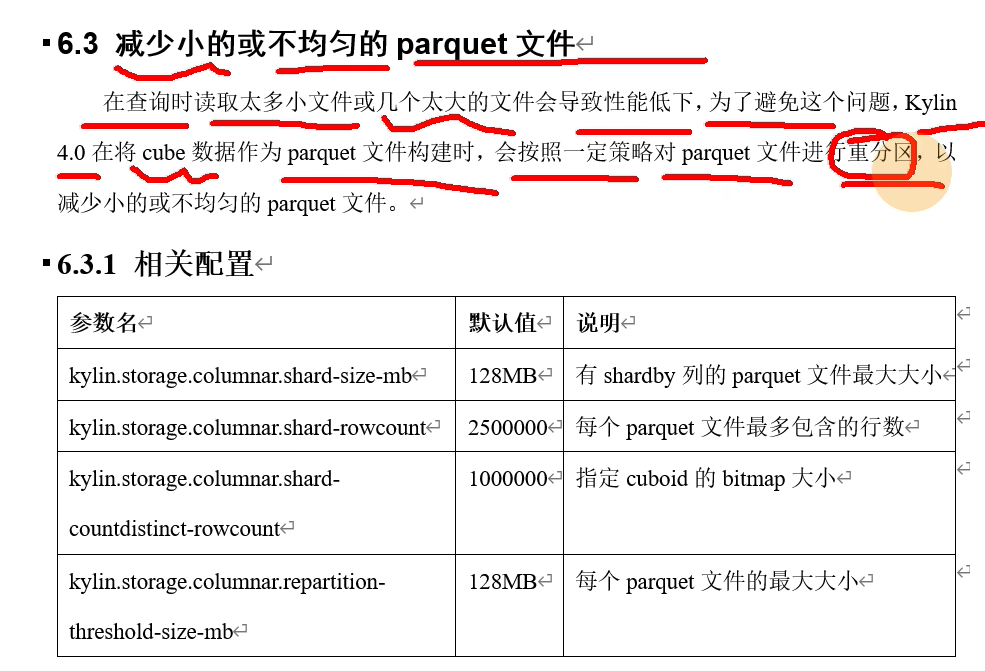 6.3 减少小的或不均匀的 parquet 文件
在查询时读取太多小文件或几个太大的文件会导致性能低下，为了避免这个问题，Kylin
4.0 在将 cube 数据作为 parquet 文件构建时，会按照一定策略对 parquet 文件进行重分区，以
减少小的或不均匀的 parquet 文件。
6.3.1 相关配置
参数名 默认值 说明
kylin.storage.columnar.shard-size-mb 128MB 有 shardby 列的 parquet 文件最大大小
kylin.storage.columnar.shard-rowcount 2500000 每个 parquet 文件最多包含的行数
kylin.storage.columnar.shard- 1000000 指定 cuboid 的 bitmap 大小
countdistinct-rowcount
kylin.storage.columnar.repartition- 128MB 每个 parquet 文件的最大大小
threshold-size-mb